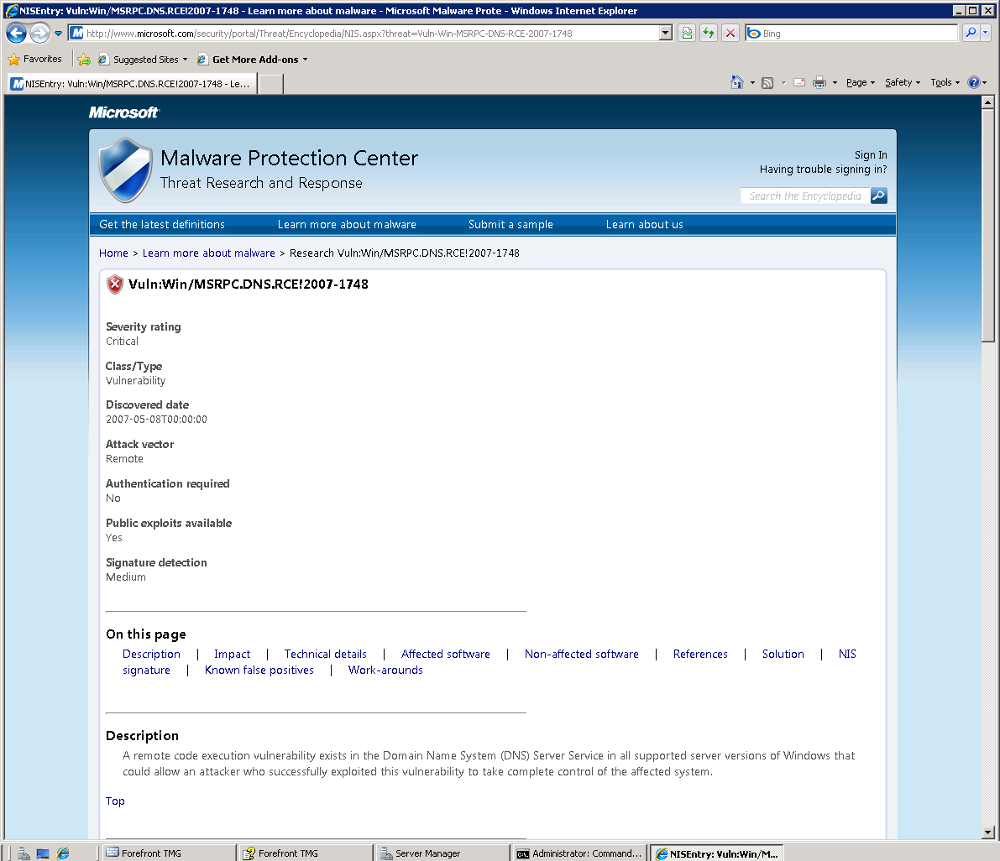 NISEntry: Vuln:Win/MSRPC.DNS.RCE!2007-1748 - Learn more about malware - Microsoft Malware Prote - Windows Internet Explorer
http://www.microsoft.com/security/portal/Threat/Encyclopedia/NIS.aspx?threat=Vuln-Win-MSRPC-DNS-RCE-2007-1748
Bing
Favorites
Suggested Sites
Get More Add-ons
NISEntry: Vuln:Win/MSRPC.DNS.RCE!2007-1748 - Le...
Page
Safety
Tools
Microsoft
Malware Protection Center
Threat Research and Response
Sign In
Having trouble signing in?
Search the Encyclopedia
Get the latest definitions
Learn more about malware
Submit a sample
Learn about us
Home > Learn more about malware > Research Vuln:Win/MSRPC.DNS.RCE!2007-1748
Vuln:Win/MSRPC.DNS.RCE!2007-1748
Severity rating
Critical
Class/Type
Vulnerability
Discovered date
2007-05-08T00:00:00
Attack vector
Remote
Authentication required
No
Public exploits available
Yes
Signature detection
Medium
On this page
Description | Impact | Technical details | Affected software | Non-affected software | References | Solution | NIS
signature | Known false positives | Work-arounds
Description
A remote code execution vulnerability exists in the Domain Name System (DNS) Server Service in all supported server versions of Windows that
could allow an attacker who successfully exploited this vulnerability to take complete control of the affected system.
Top
Forefront TMG
Forefront TMG
Server Manager
Administrator: Command...
NISEntry: Vuln:Win/M...